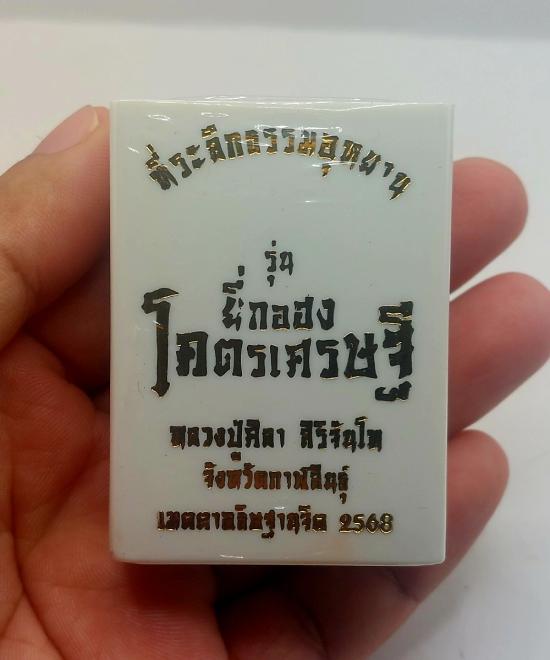 ที่ระลึกธรรมอุทยาน
รุ่น
นี่กอฮง
โคตรเศรษฐี
หลวงปู่ศิลา สิริจันโท
จังหวัดกาฬสินธุ์
เมตตาอธิษฐานจิต 2568